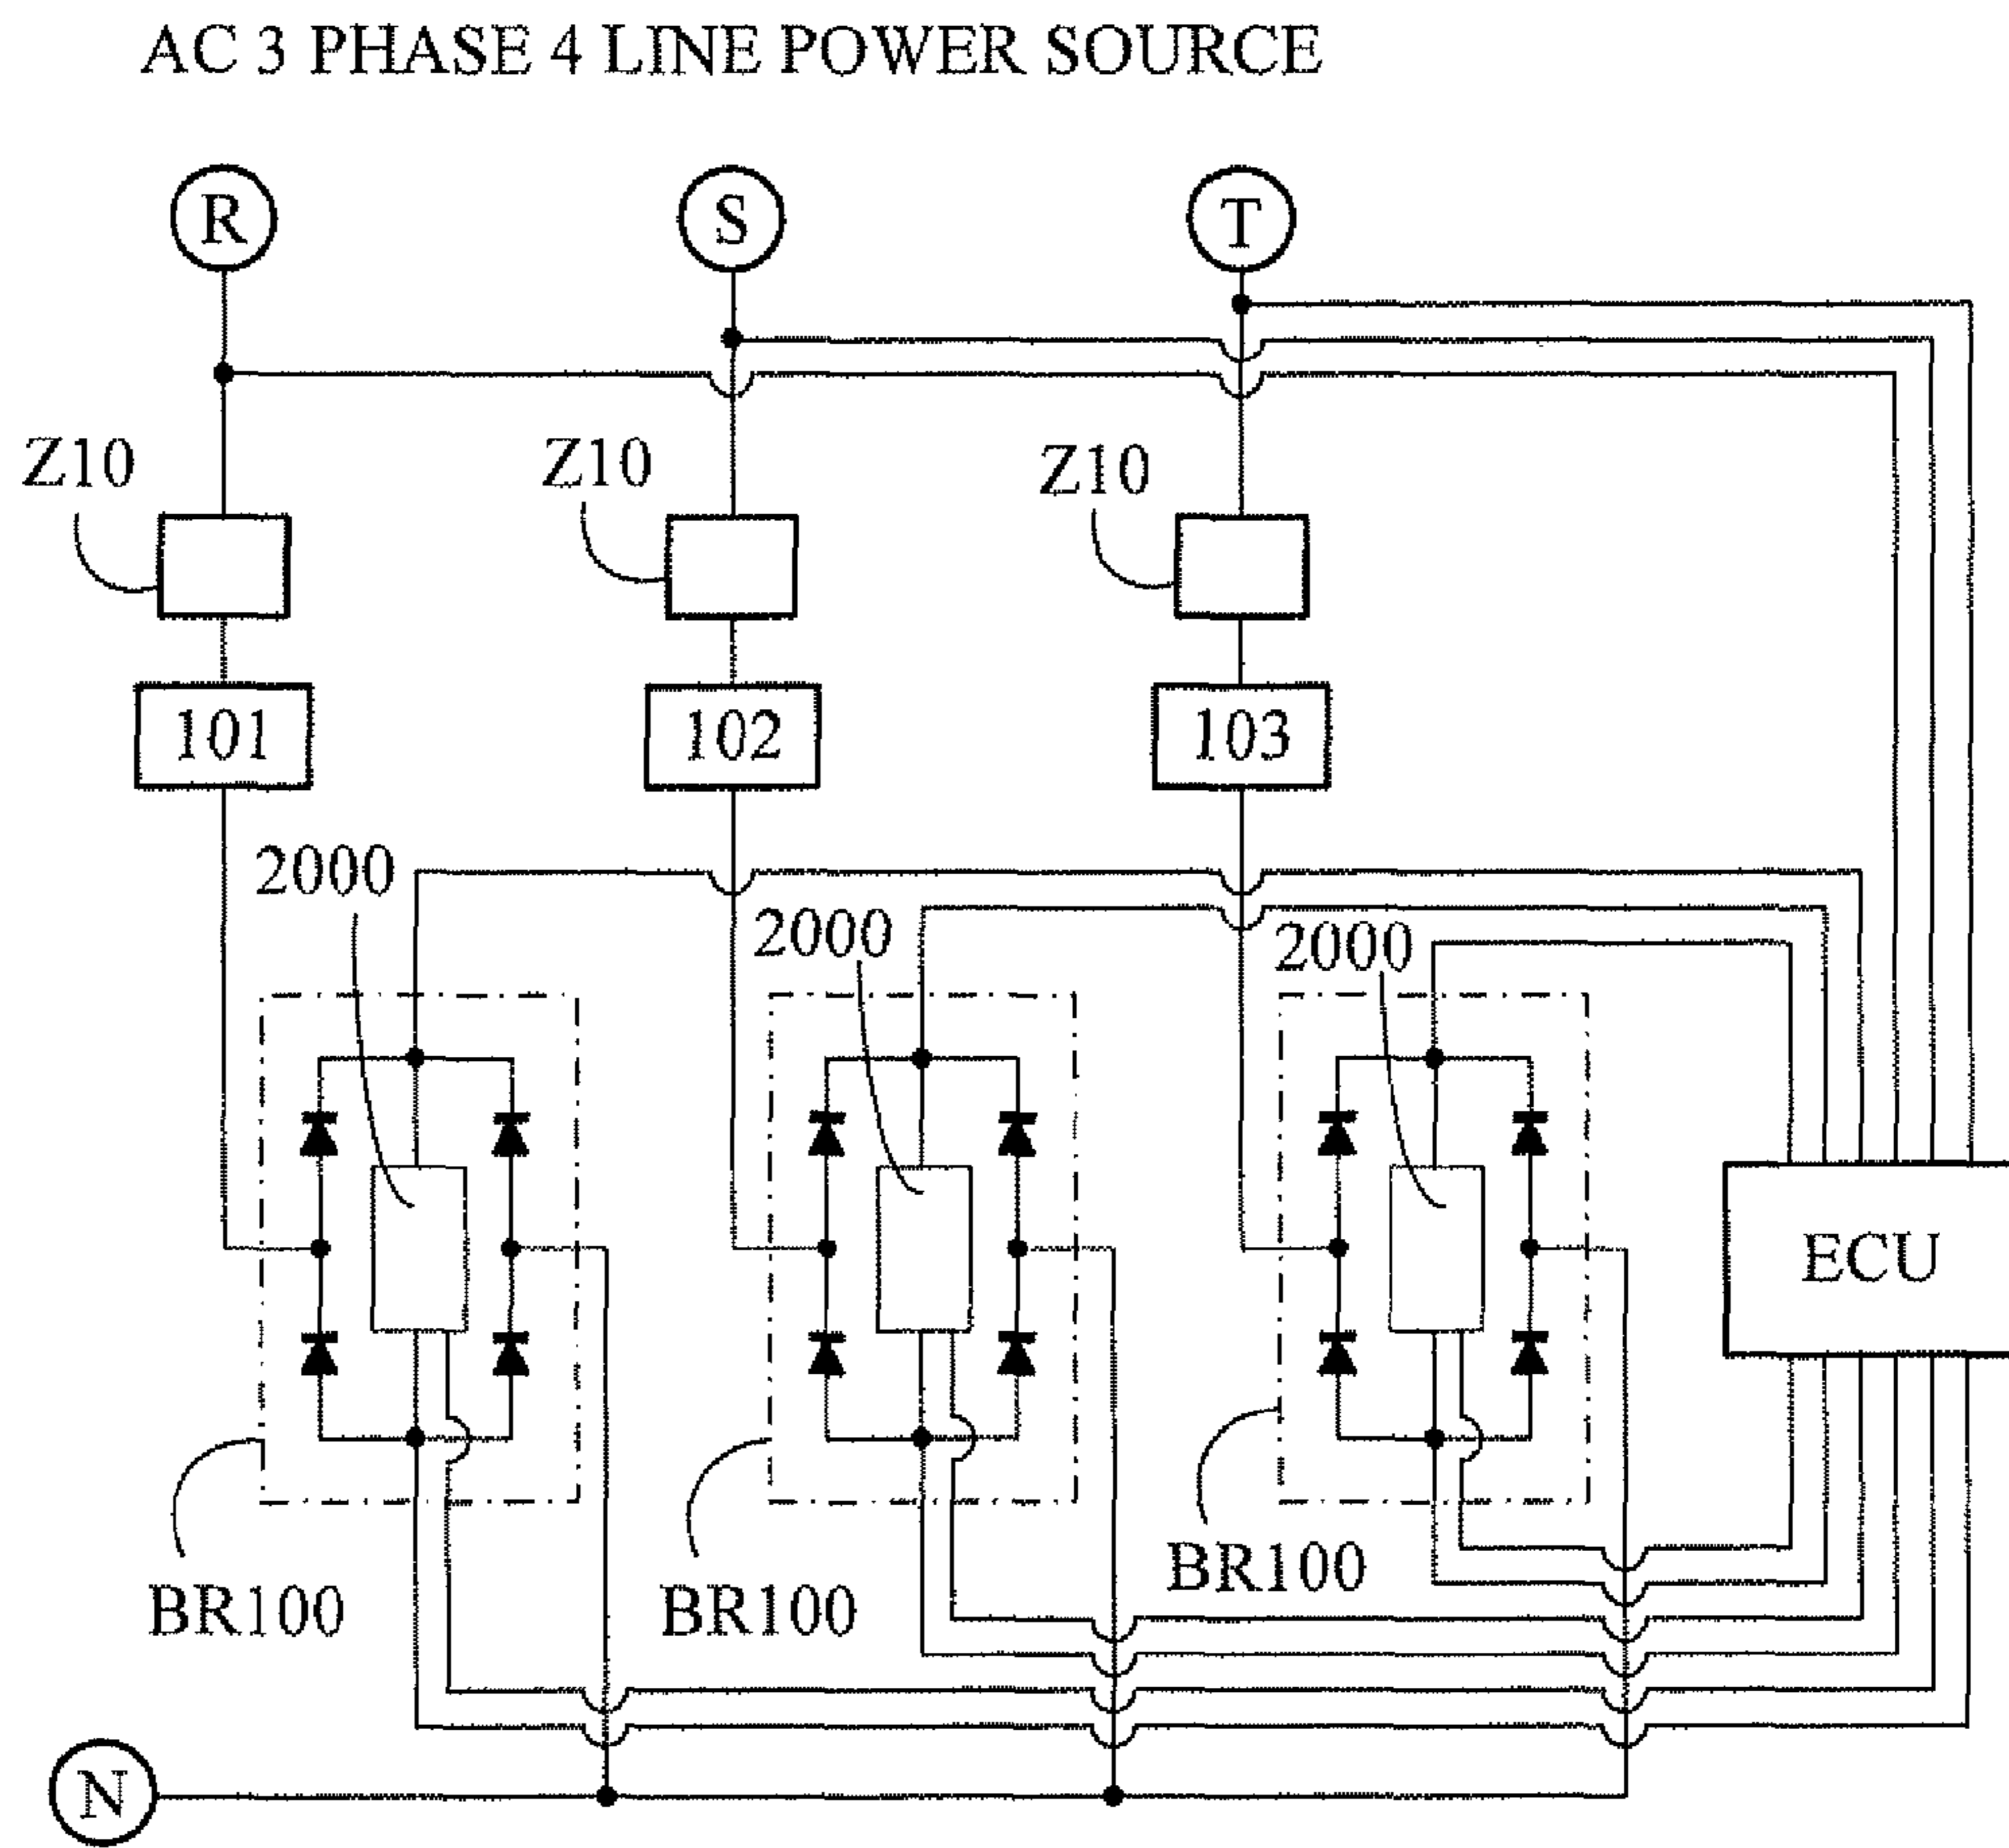 AC 3 PHASE 4 LINE POWER SOURCE
R S T
Z10 Z10 Z10
101 102 103
2000 2000 2000
ECU
BR100 BR100 BR100
N